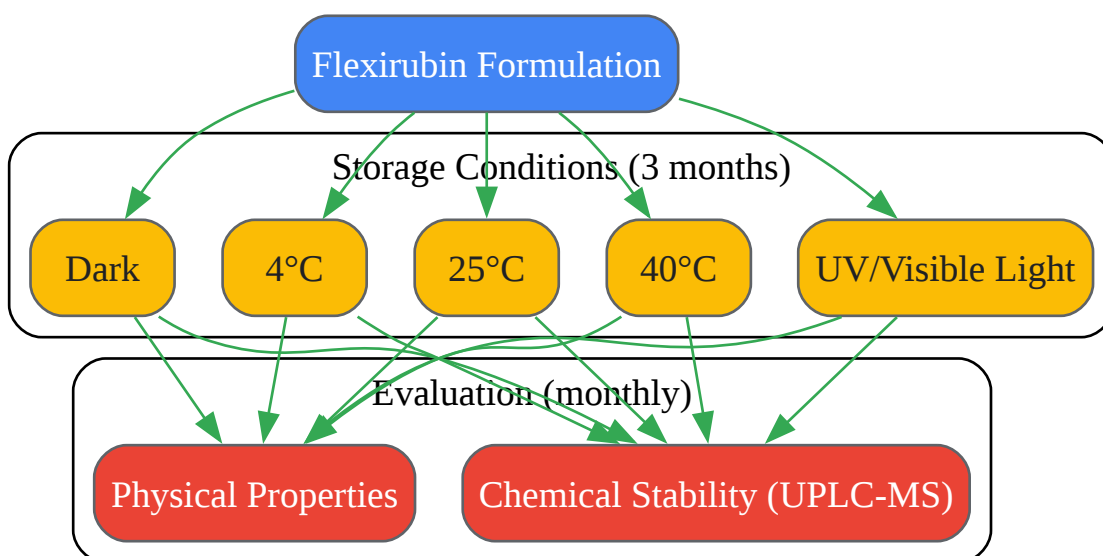 Flexirubin Formulation
Storage Conditions (3 months)
Dark
4°C
25°C
40°C
UV/Visible Light
Evaluation (monthly)
Physical Properties
Chemical Stability (UPLC-MS)